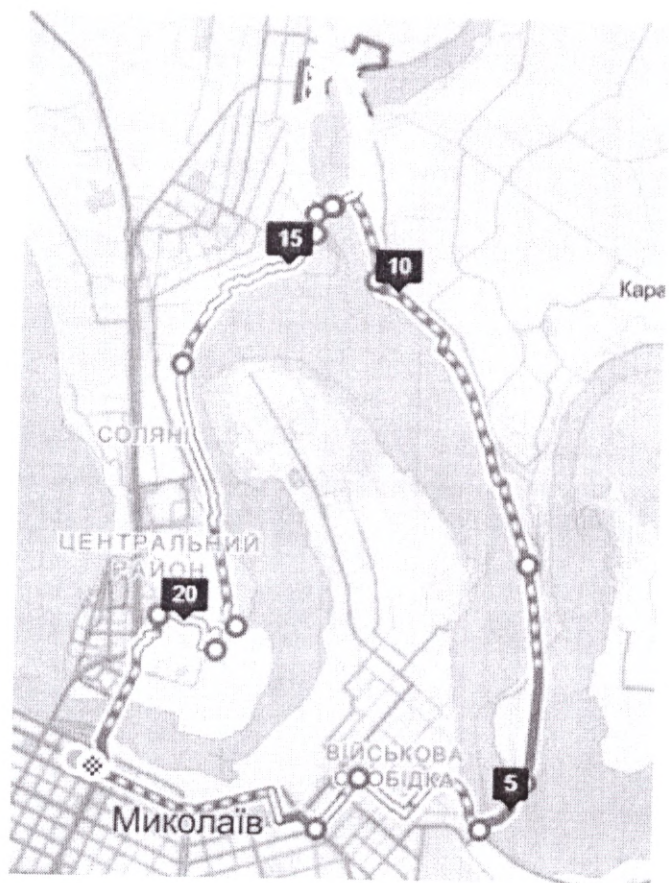 15
10
Кара
СОЛЯНІ
ЦЕНТРАЛЬНИЙ
РАЙОН
20
ВІЙСЬКОВА
СЛОБІДКА
5
Миколаїв